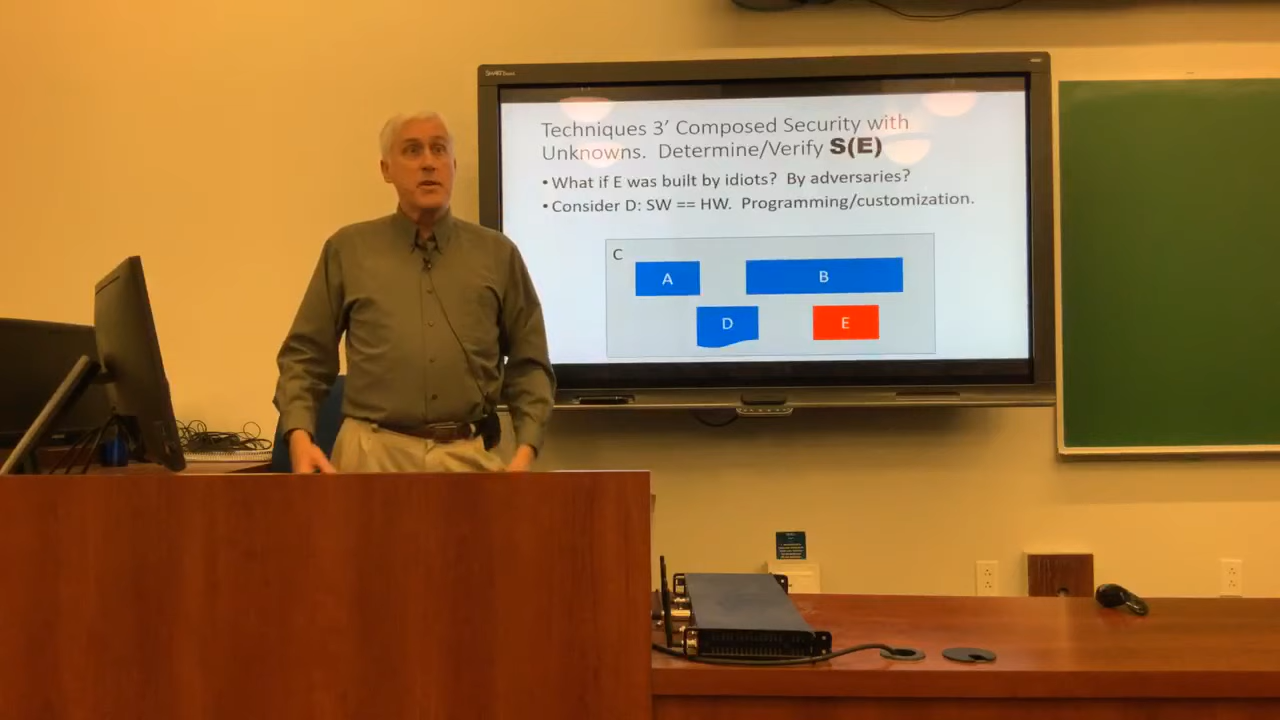 Techniques 3’ Composed Security with
Unknowns. Determine/Verify S(E)
• What if E was built by idiots? By adversaries?
• Consider D: SW == HW. Programming/customization.
C
A
B
D
E